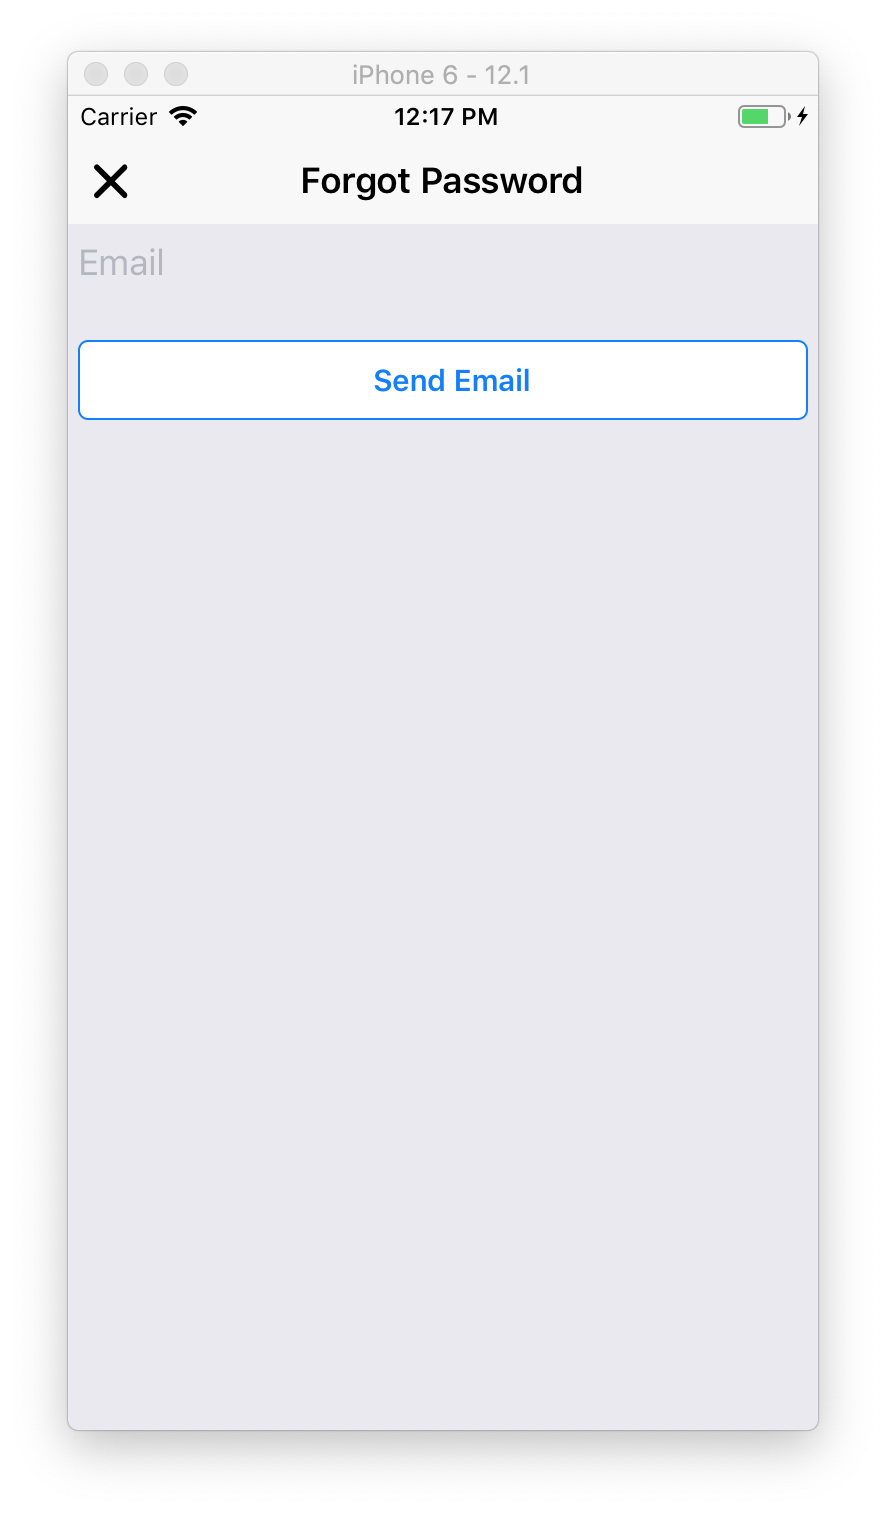 iPhone 6 - 12.1
Carrier 12:17 PM
Forgot Password
Email
Send Email